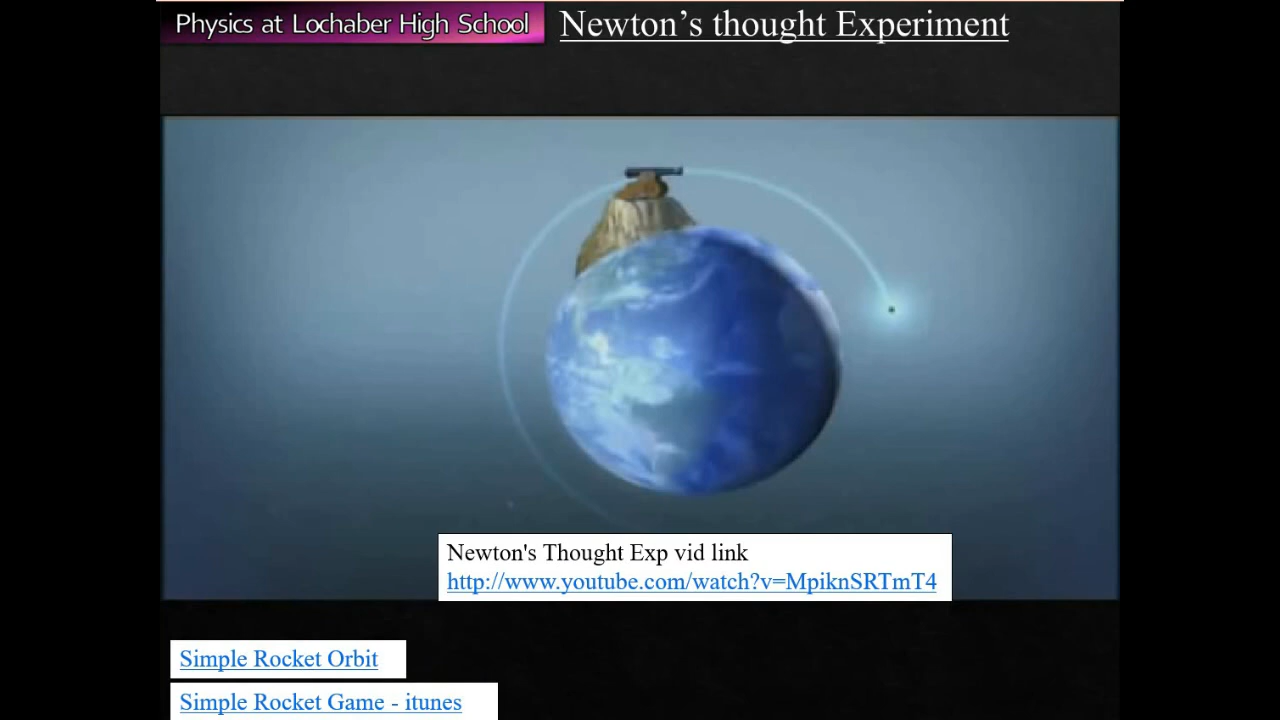 Physics at Lochaber High School
Newton’s thought Experiment
Newton's Thought Exp vid link
http://www.youtube.com/watch?v=MpiknSRTmT4
Simple Rocket Orbit
Simple Rocket Game - itunes